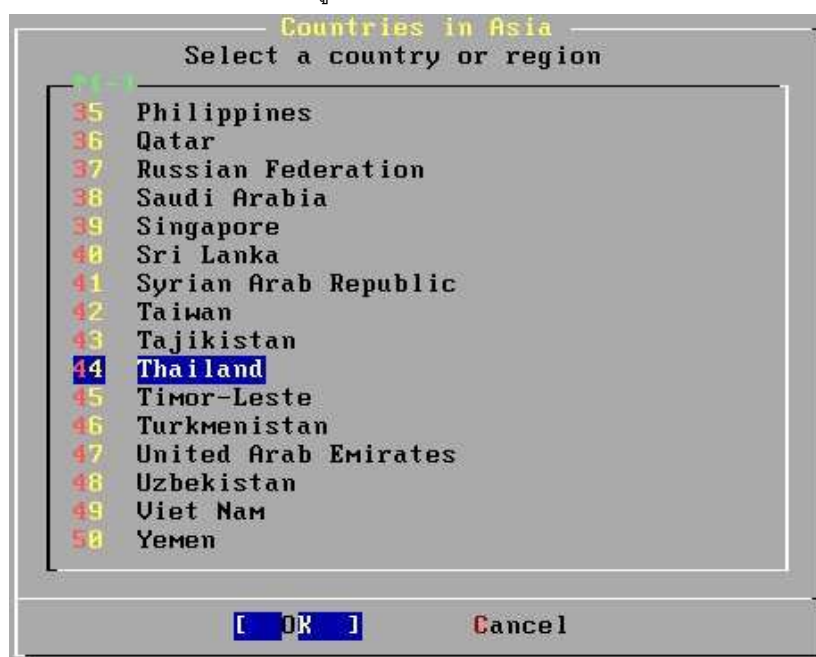 Countries in Asia
Select a country or region
↑(-)
35 Philippines
36 Qatar
37 Russian Federation
38 Saudi Arabia
39 Singapore
40 Sri Lanka
41 Syrian Arab Republic
42 Taiwan
43 Tajikistan
44 Thailand
45 Timor-Leste
46 Turkmenistan
47 United Arab Emirates
48 Uzbekistan
49 Viet Nam
50 Yemen
[ OK ] Cancel